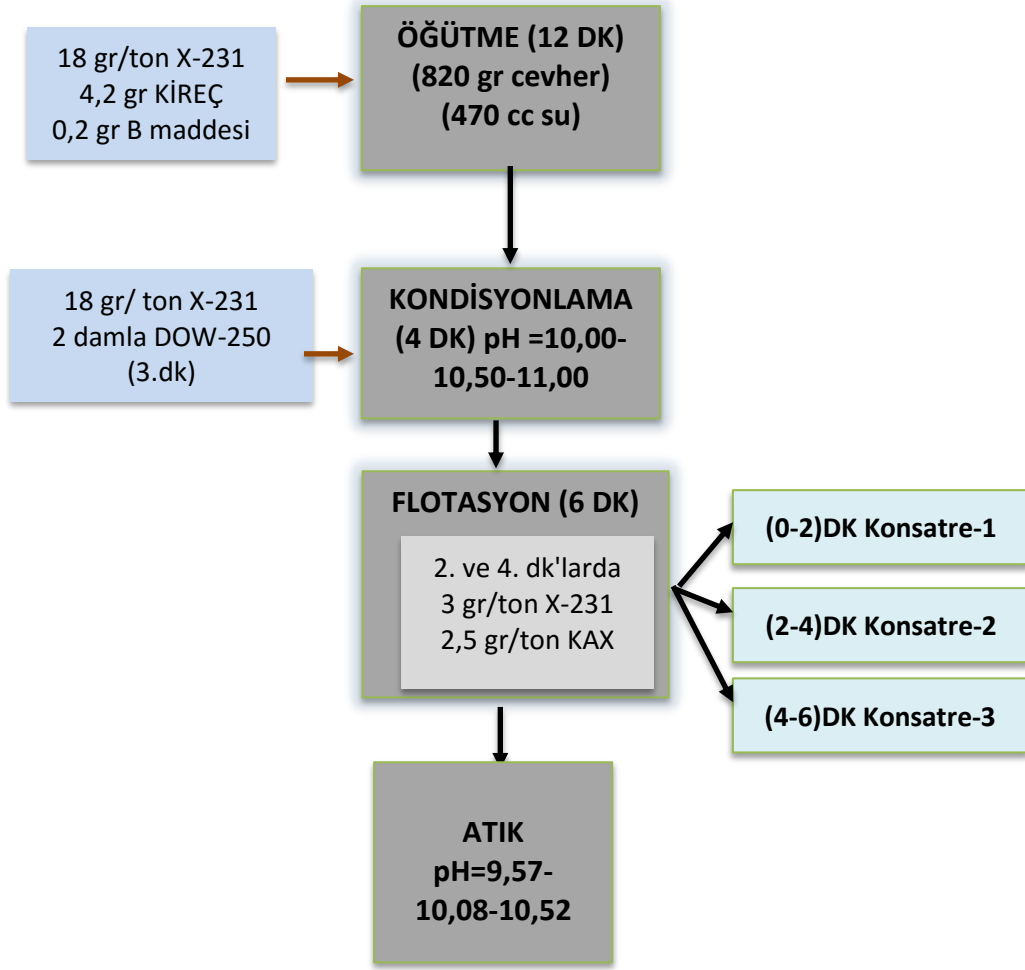 18 gr/ton X-231
4,2 gr KİREÇ
0,2 gr B maddesi
ÖĞÜTME (12 DK)
(820 gr cevher)
(470 cc su)
18 gr/ ton X-231
2 damla DOW-250
(3.dk)
KONDİSYONLAMA
(4 DK) pH =10,00-
10,50-11,00
FLOTASYON (6 DK)
2. ve 4. dk'larda
3 gr/ton X-231
2,5 gr/ton KAX
(0-2)DK Konsatre-1
(2-4)DK Konsatre-2
(4-6)DK Konsatre-3
ATIK
pH=9,57-
10,08-10,52